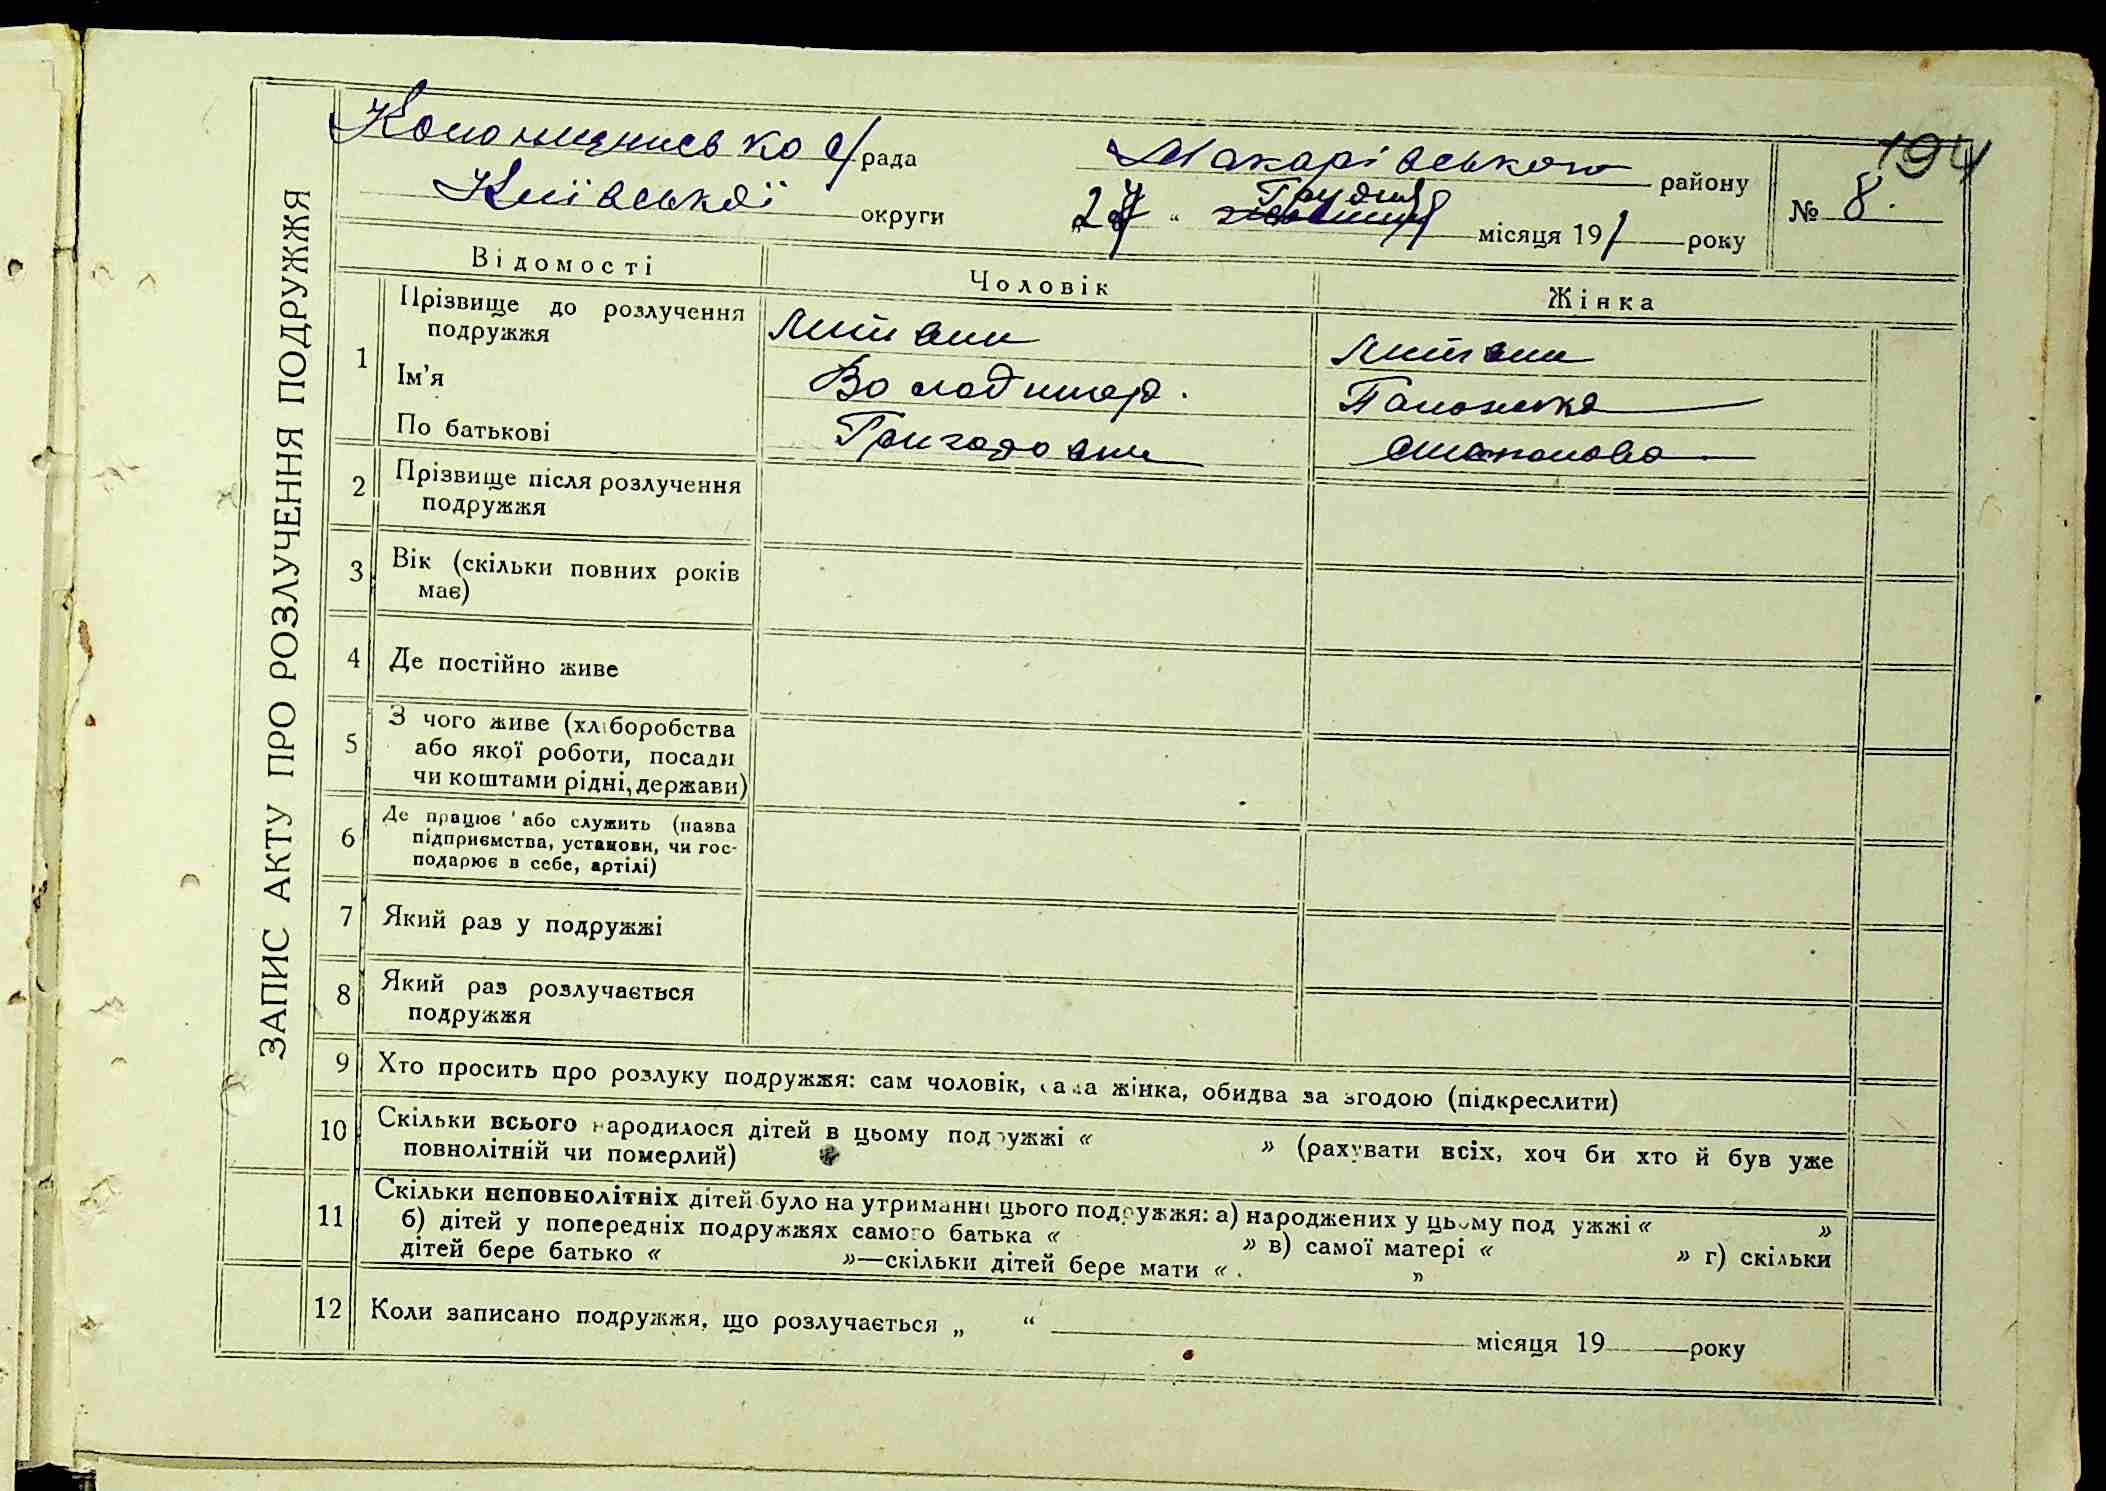 194
с/рада Макарівського району № 8.
Київської округи „27“ Грудня місяця 191 року
ЗАПИС АКТУ ПРО РОЗЛУЧЕННЯ ПОДРУЖЖЯ
Відомості Чоловік Жінка
1 Прізвище до розлучення
подружжя Литвин Литвин
Ім’я Володимир. Палажка
По батькові Григорович
2 Прізвище після розлучення
подружжя
3 Вік (скільки повних років
має)
4 Де постійно живе
5 З чого живе (хліборобства
або якої роботи, посади
чи коштами рідні, держави)
6 Де працює або служить (назва
підприємства, установи, чи гос-
подарює в себе, артілі)
7 Який раз у подружжі
8 Який раз розлучається
подружжя
9 Хто просить про розлуку подружжя: сам чоловік, сама жінка, обидва за згодою (підкреслити)
10 Скільки всього народилося дітей в цьому подружжі « » (рахувати всіх, хоч би хто й був уже
повнолітній чи померлий)
11 Скільки неповнолітніх дітей було на утриманні цього подружжя: а) народжених у цьому подружжі « »
б) дітей у попередніх подружжях самого батька « » в) самої матері « » г) скільки
дітей бере батько « »—скільки дітей бере мати « . »
12 Коли записано подружжя, що розлучається „ “ місяця 19 року